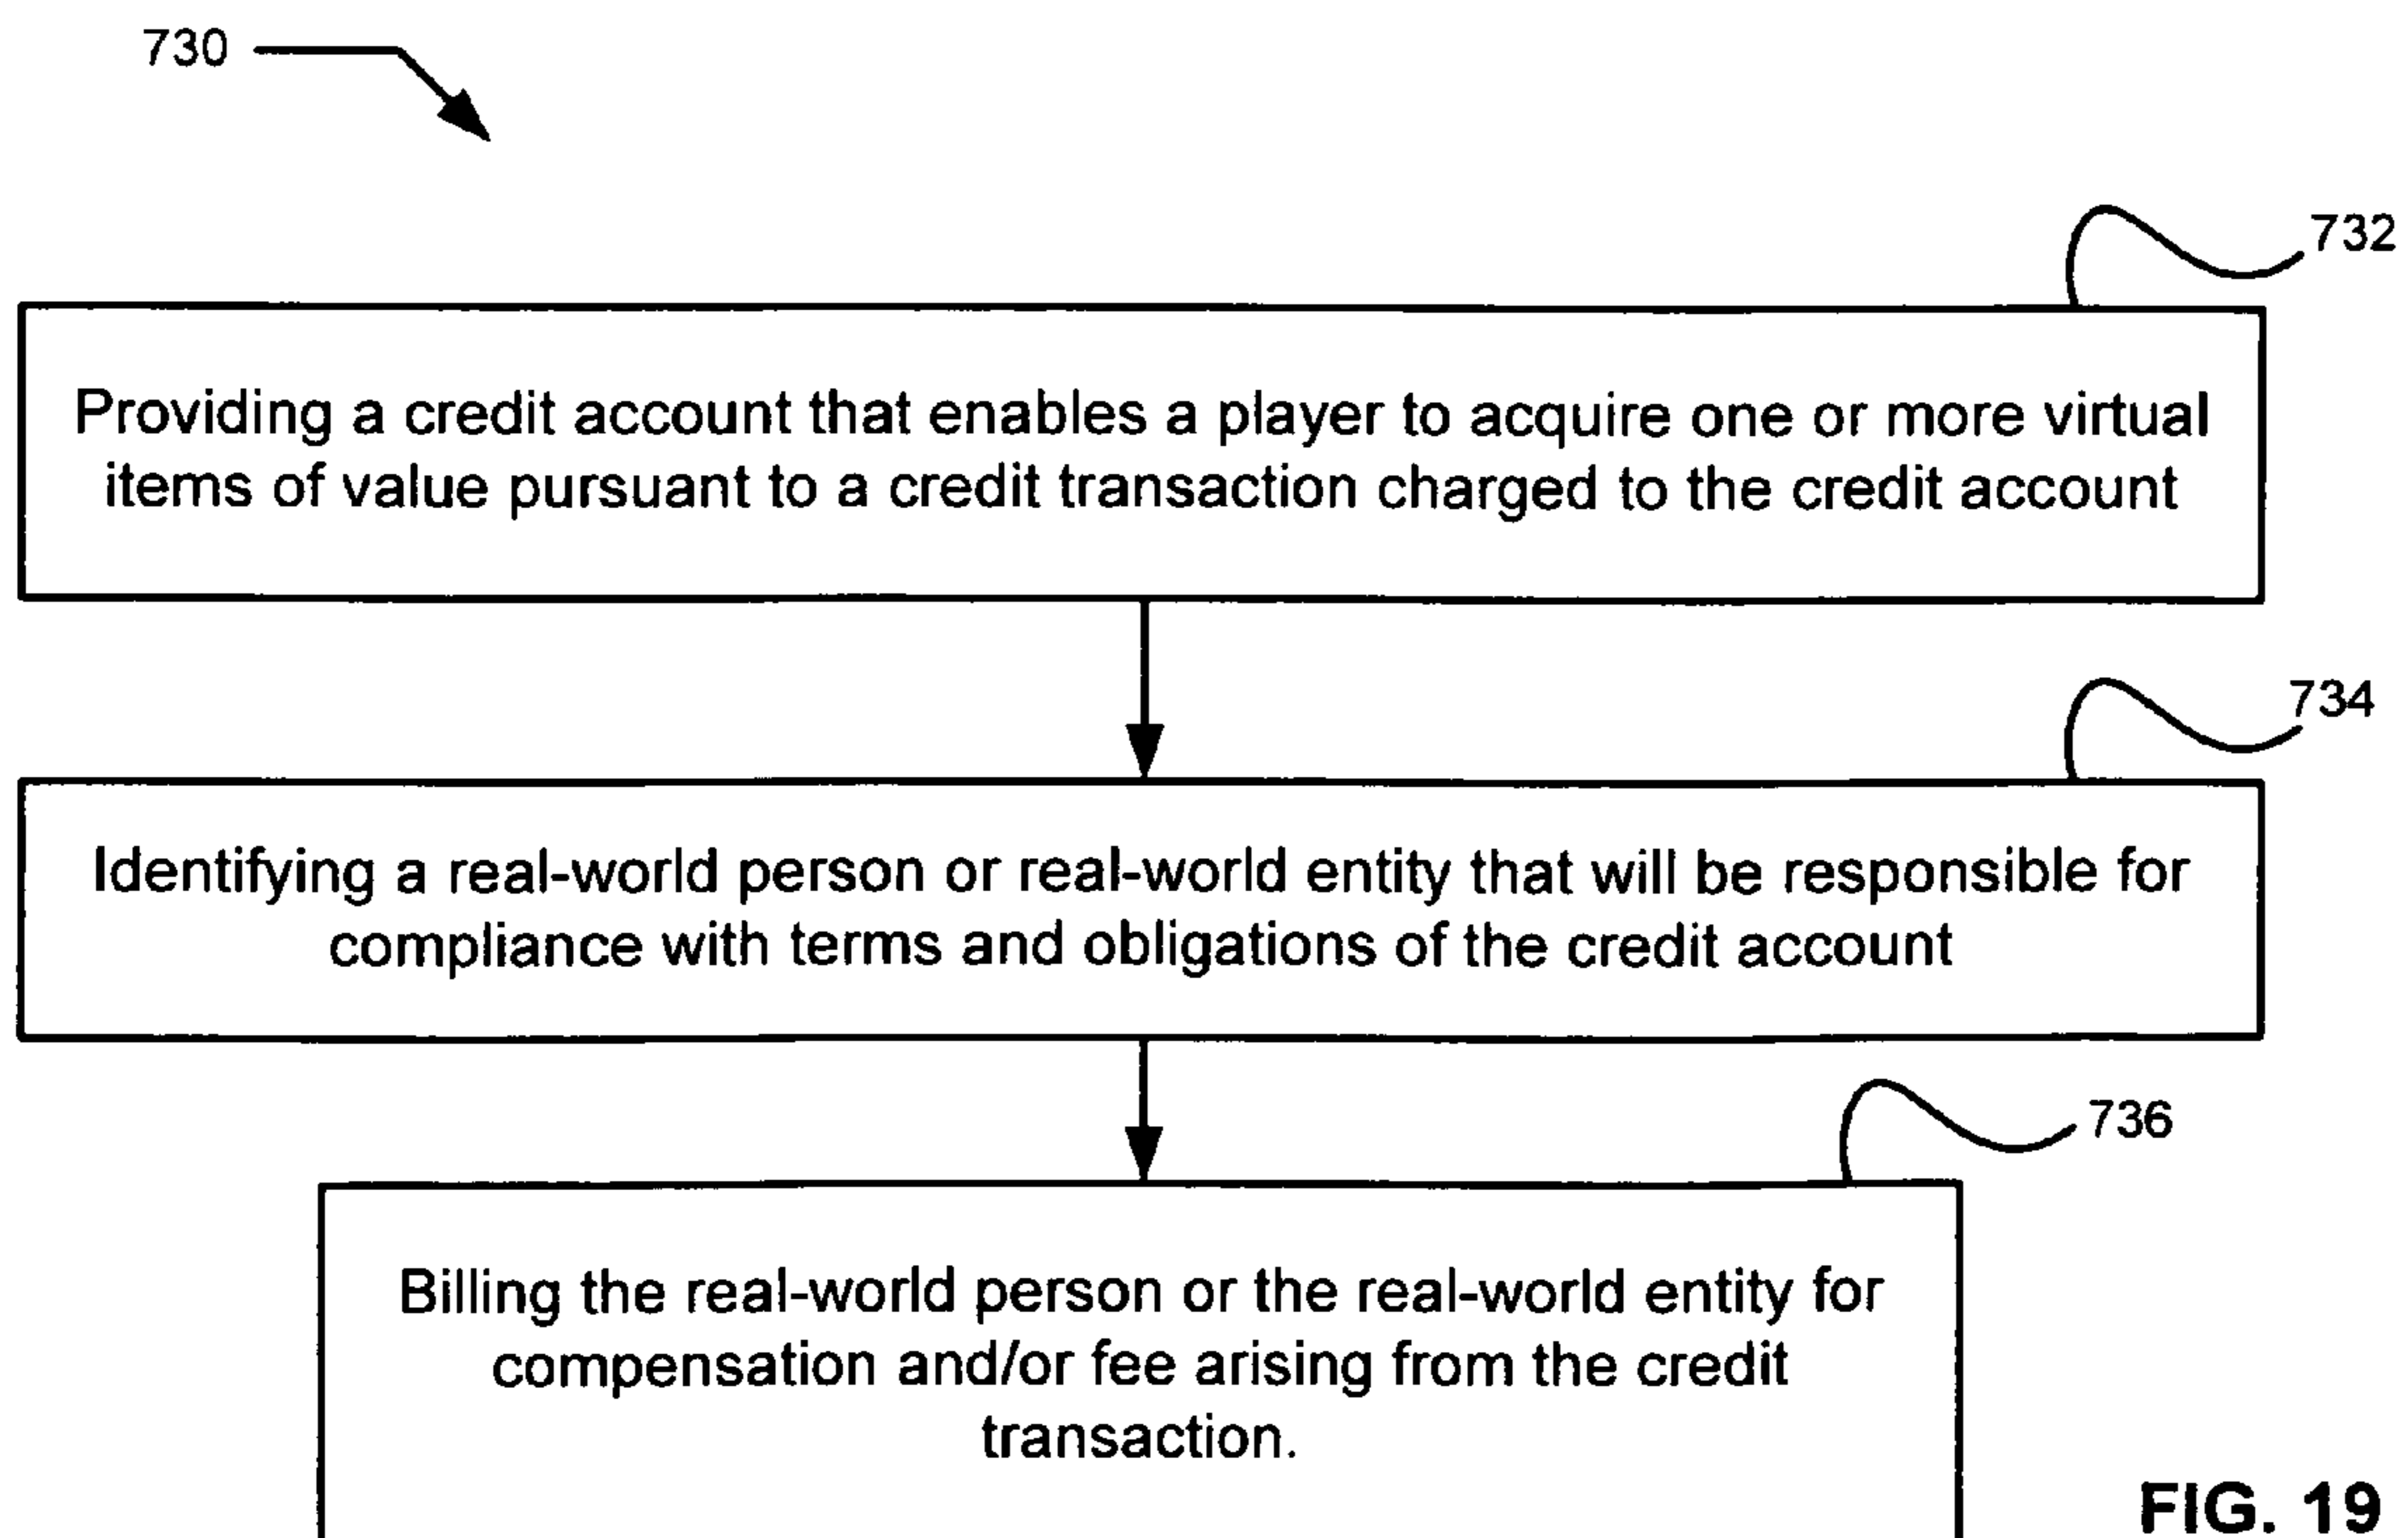 730
732
Providing a credit account that enables a player to acquire one or more virtual
items of value pursuant to a credit transaction charged to the credit account
734
Identifying a real-world person or real-world entity that will be responsible for
compliance with terms and obligations of the credit account
736
Billing the real-world person or the real-world entity for
compensation and/or fee arising from the credit
transaction.
FIG. 19